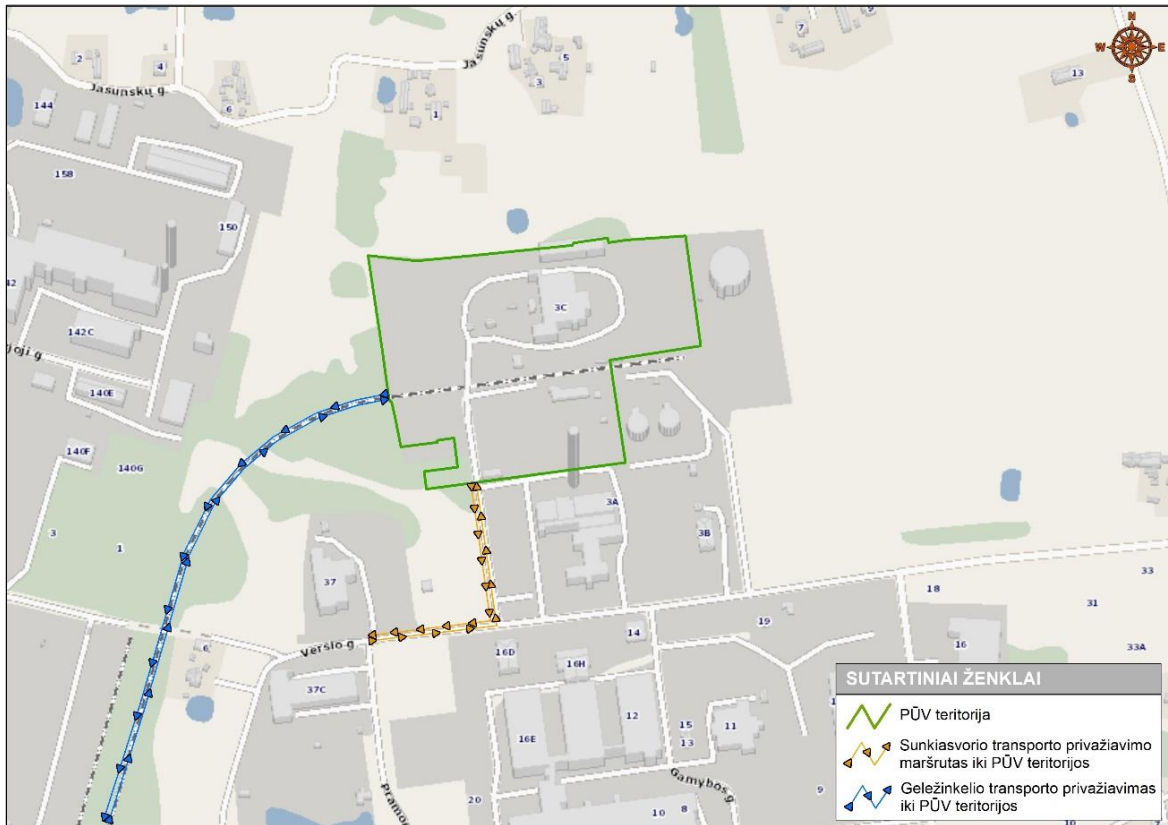 N
W E
S
2
4
Jasunskų g.
144
6
1
Jasunskų g.
5
3
7
9
13
158
150
42
142C
3C
140E
140F
140G
3
1
3A
3B
37
6
Verslo g.
37C
16D
16H
14
19
18
33
31
33A
16
12
16E
15
13
11
20
Gamybos g.
10
8
9
SUTARTINIAI ŽENKLAI
PŪV teritorija
Sunkiasvorio transporto privažiavimo
maršrutas iki PŪV teritorijos
Geležinkelio transporto privažiavimas
iki PŪV teritorijos